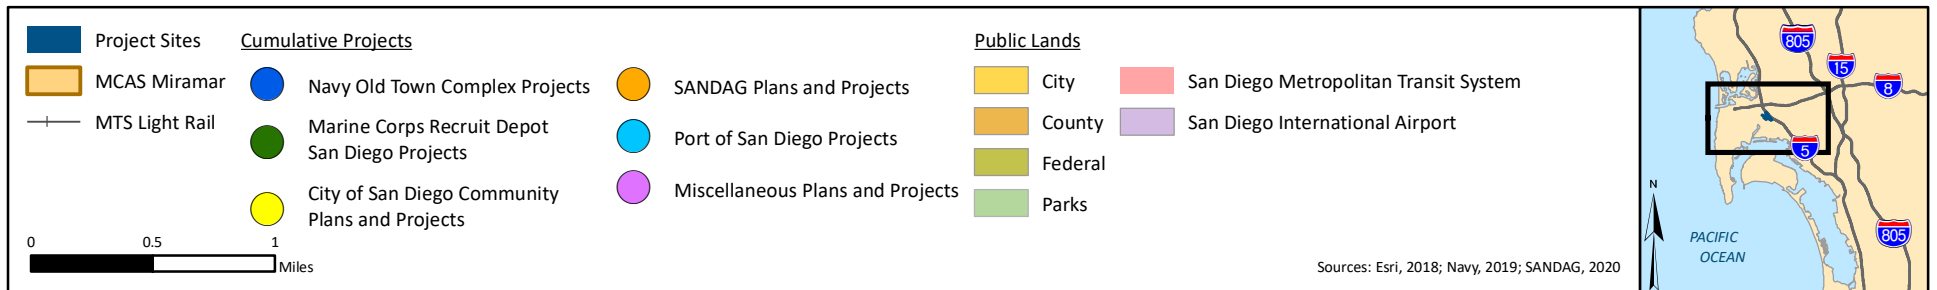 Project Sites
MCAS Miramar
MTS Light Rail
Cumulative Projects
Navy Old Town Complex Projects
Marine Corps Recruit Depot
San Diego Projects
City of San Diego Community
Plans and Projects
SANDAG Plans and Projects
Port of San Diego Projects
Miscellaneous Plans and Projects
Public Lands
City
County
Federal
Parks
San Diego Metropolitan Transit System
San Diego International Airport
0 0.5 1
Miles
Sources: Esri, 2018; Navy, 2019; SANDAG, 2020
805
15
8
5
N
805
PACIFIC
OCEAN